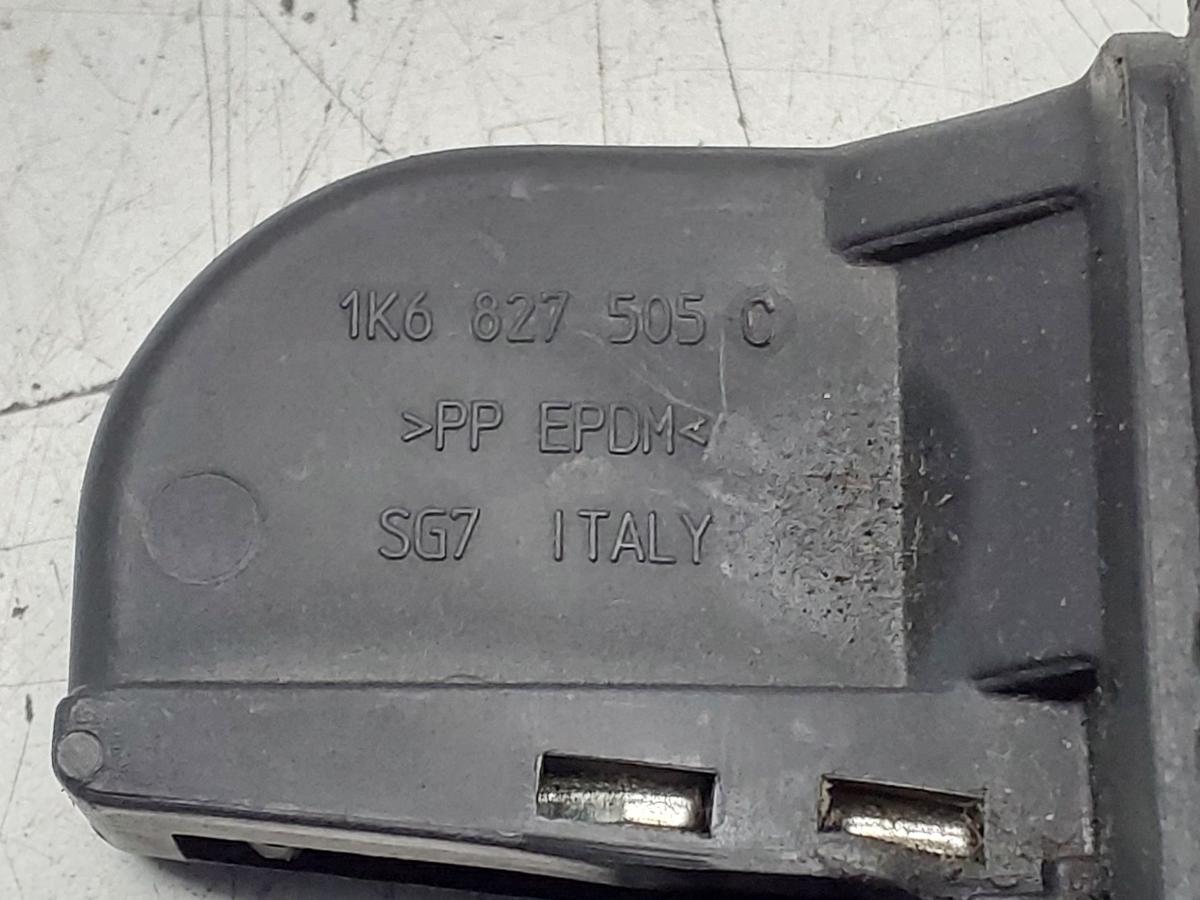 1K6 827 505 C
>PP EPDM<
SG7 ITALY